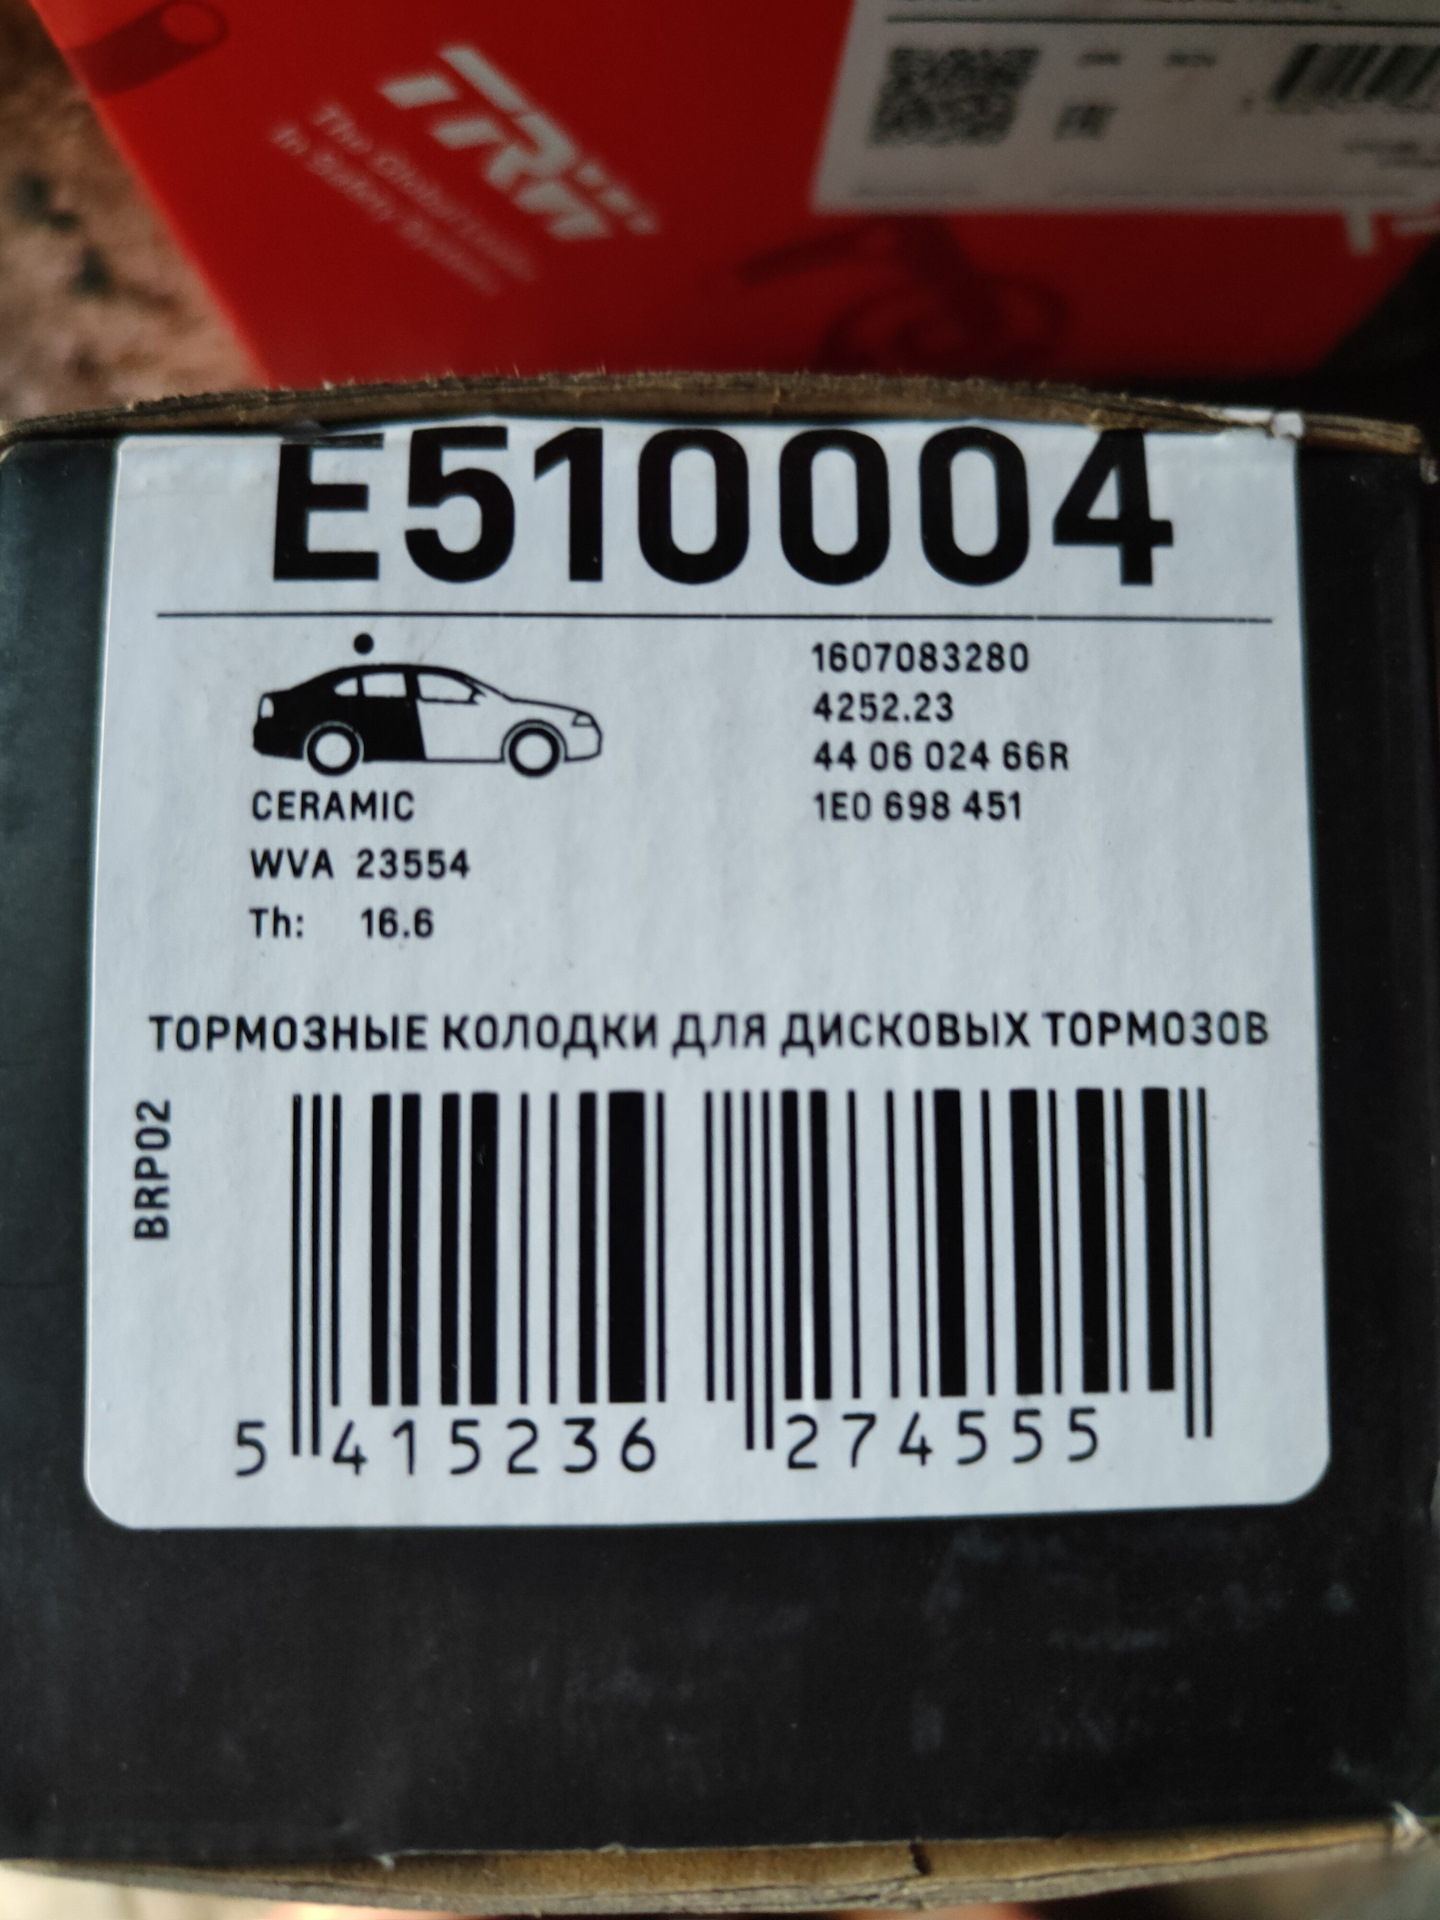 TRW
E510004
1607083280
4252.23
44 06 024 66R
1E0 698 451
CERAMIC
WVA 23554
Th: 16.6
ТОРМОЗНЫЕ КОЛОДКИ ДЛЯ ДИСКОВЫХ ТОРМОЗОВ
BRP02
5 415236 274555